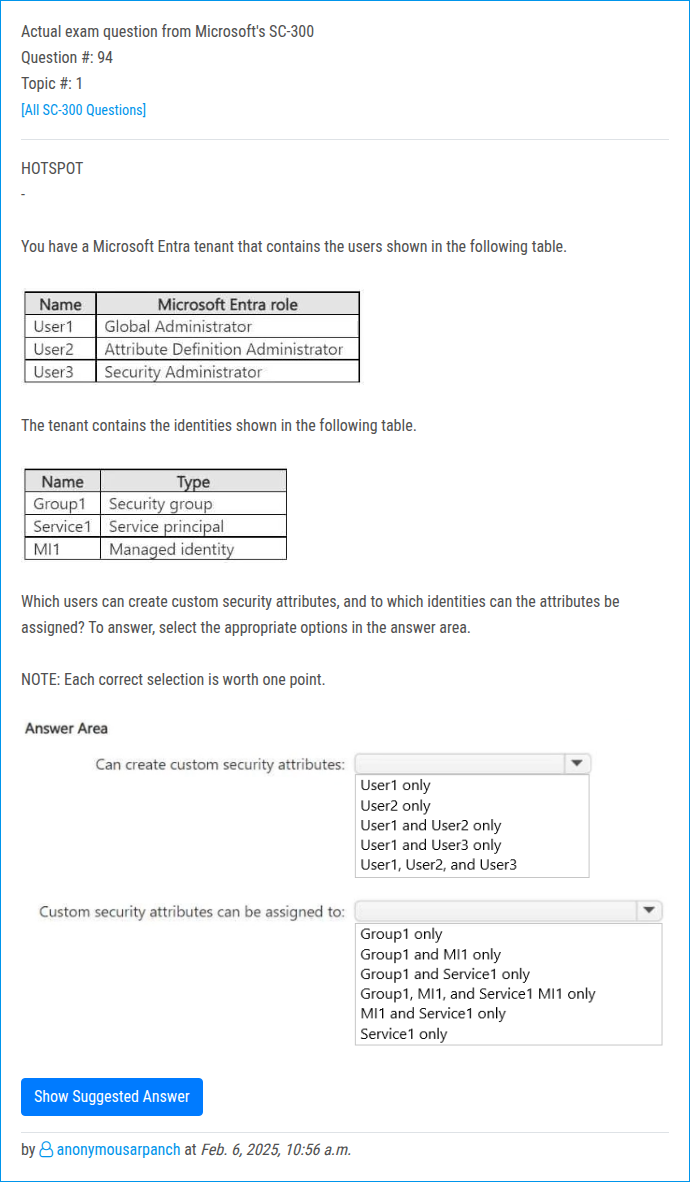 Actual exam question from Microsoft's SC-300
Question #: 94
Topic #: 1
[All SC-300 Questions]
HOTSPOT
-
You have a Microsoft Entra tenant that contains the users shown in the following table.
Name Microsoft Entra role
User1 Global Administrator
User2 Attribute Definition Administrator
User3 Security Administrator
The tenant contains the identities shown in the following table.
Name Type
Group1 Security group
Service1 Service principal
MI1 Managed identity
Which users can create custom security attributes, and to which identities can the attributes be
assigned? To answer, select the appropriate options in the answer area.
NOTE: Each correct selection is worth one point.
Answer Area
Can create custom security attributes:
User1 only
User2 only
User1 and User2 only
User1 and User3 only
User1, User2, and User3
Custom security attributes can be assigned to:
Group1 only
Group1 and MI1 only
Group1 and Service1 only
Group1, MI1, and Service1 MI1 only
MI1 and Service1 only
Service1 only
Show Suggested Answer
by anonymousarpanch at Feb. 6, 2025, 10:56 a.m.